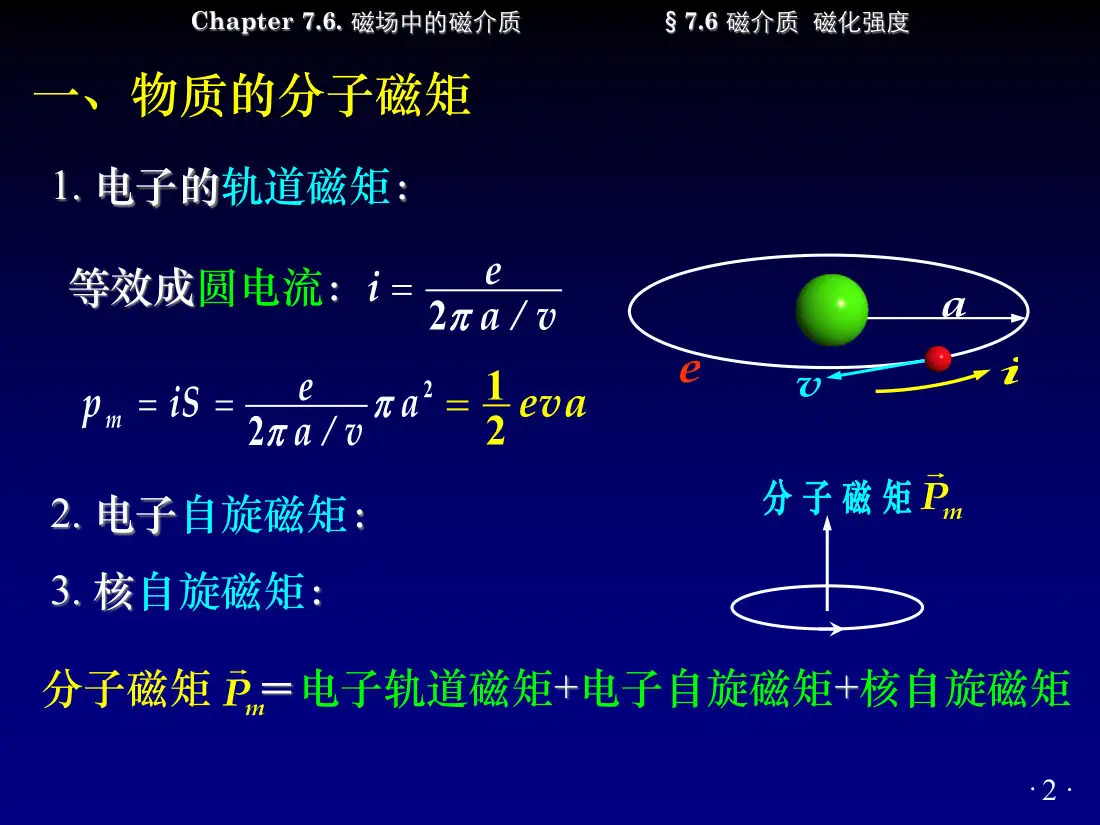 Chapter 7.6. 磁场中的磁介质 § 7.6 磁介质 磁化强度
一、物质的分子磁矩
1. 电子的轨道磁矩：
等效成圆电流：i = e / (2π a / v)
p_m = iS = e / (2π a / v) π a² = 1/2 eva
a
e
v
i
2. 电子自旋磁矩：
分子磁矩 P⃗_m
3. 核自旋磁矩：
分子磁矩 P⃗_m = 电子轨道磁矩+电子自旋磁矩+核自旋磁矩
· 2 ·